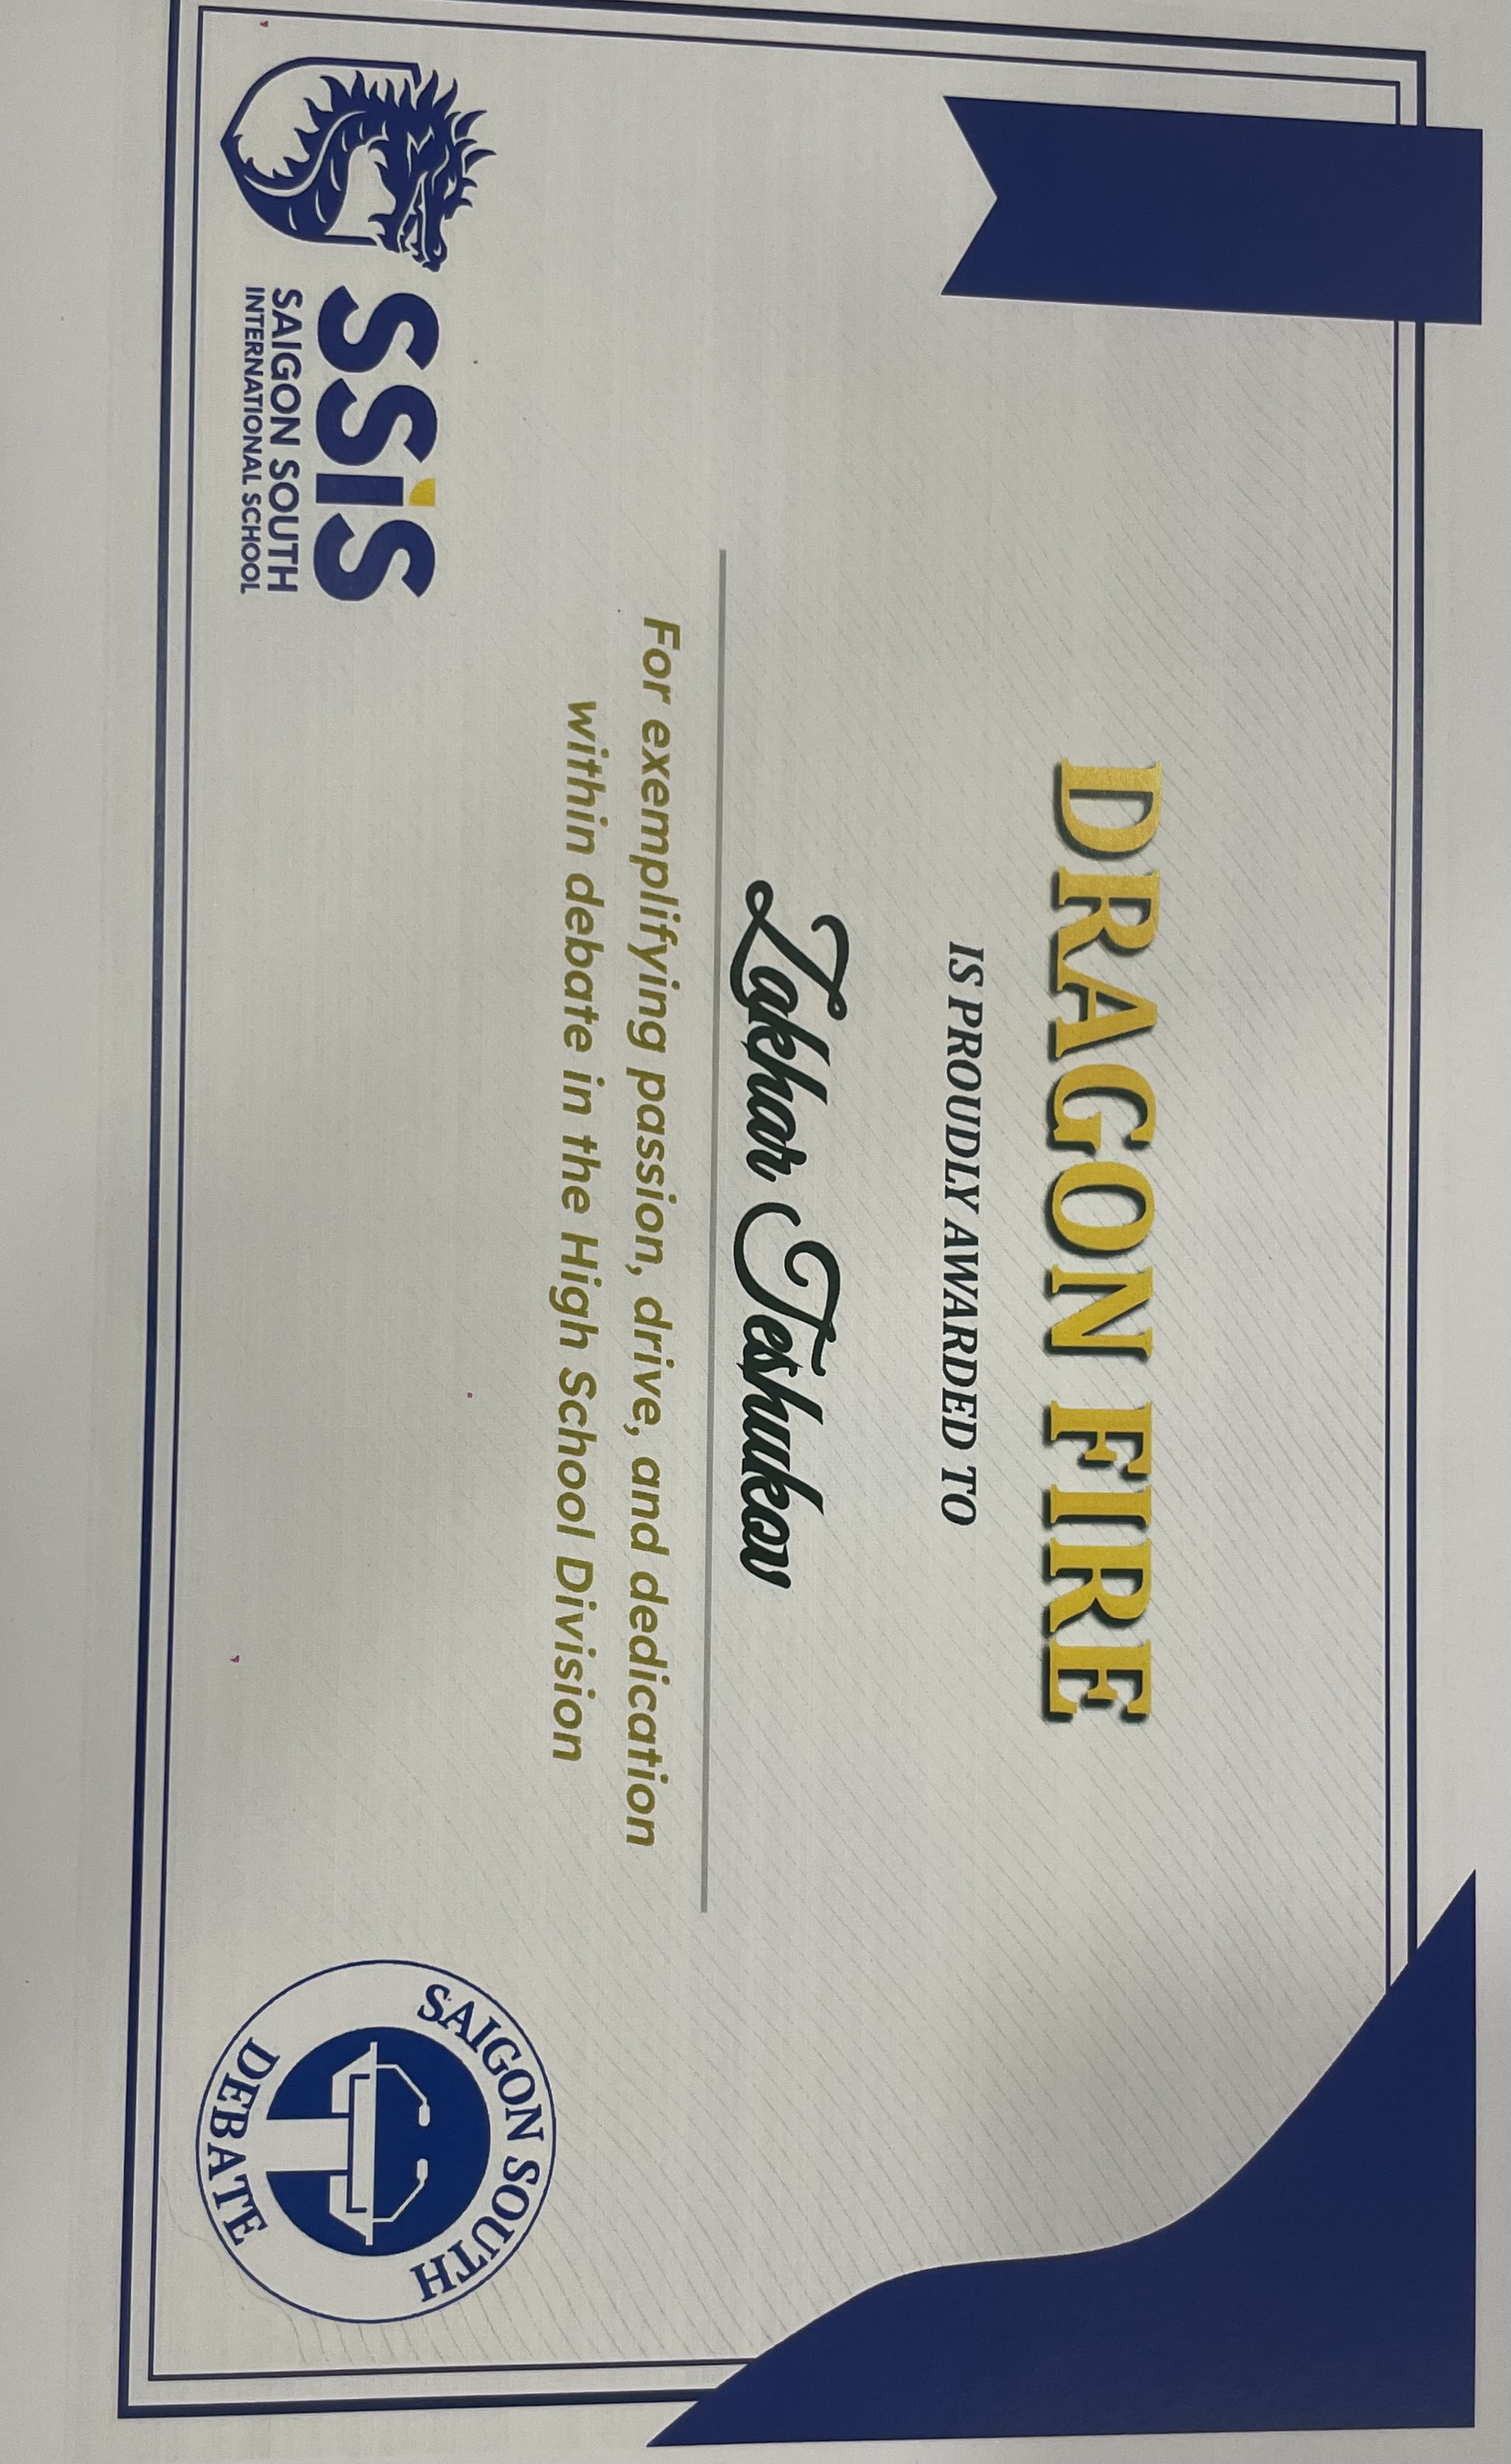 DRAGON FIRE
IS PROUDLY AWARDED TO
Zakhar Teshukov
For exemplifying passion, drive, and dedication
within debate in the High School Division
SSiS
SAIGON SOUTH
INTERNATIONAL SCHOOL
SAIGON SOUTH
DEBATE